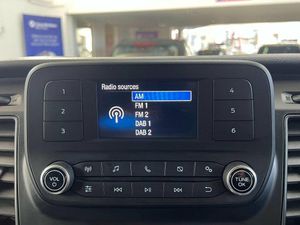 Radio sources
AM
FM 1
FM 2
DAB 1
DAB 2
1
2
3
4
5
6
VOL
TUNE
OK